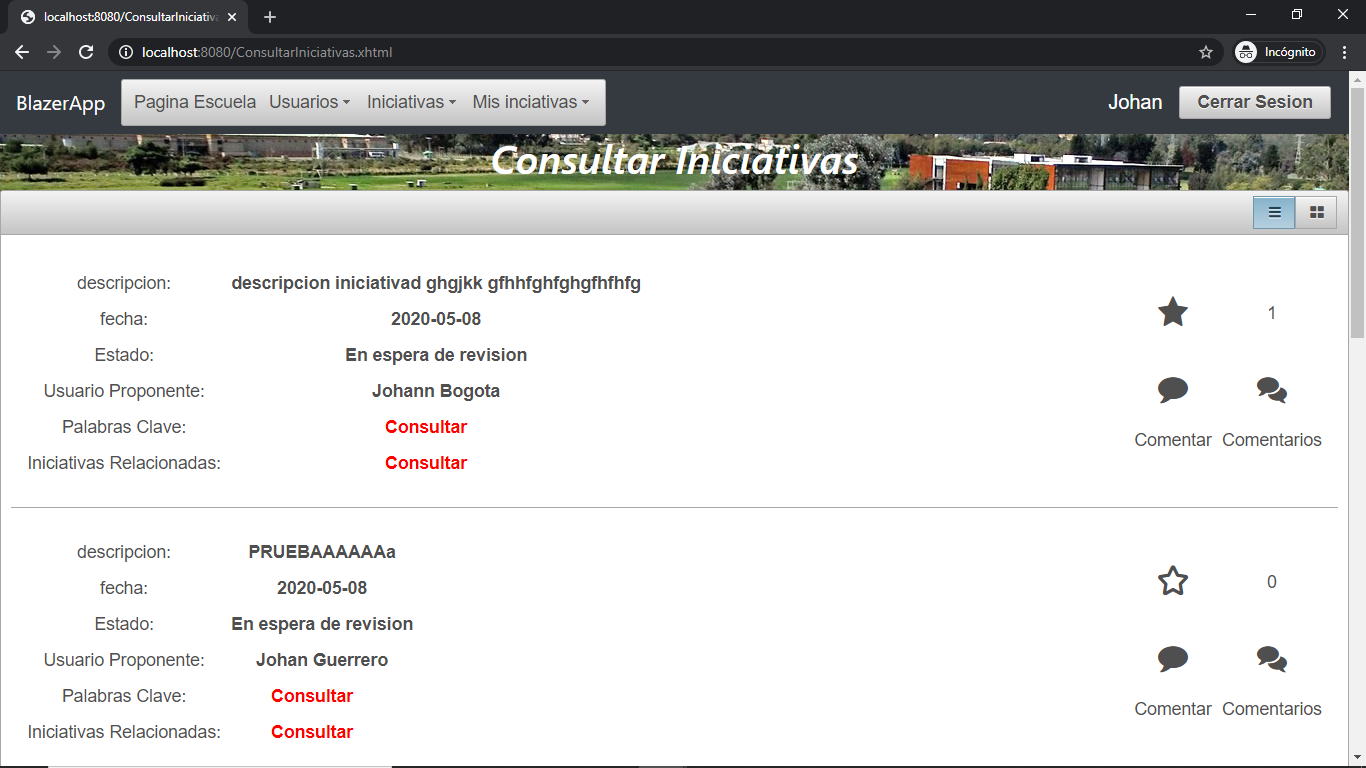 localhost:8080/ConsultarIniciativa
localhost:8080/ConsultarIniciativas.xhtml
Incógnito
BlazerApp
Pagina Escuela Usuarios Iniciativas Mis inciativas
Johan
Cerrar Sesion
Consultar Iniciativas
descripcion: descripcion iniciativad ghgjkk gfhhfghfghgfhfhfg
fecha: 2020-05-08
1
Estado: En espera de revision
Usuario Proponente: Johann Bogota
Palabras Clave: Consultar
Comentar Comentarios
Iniciativas Relacionadas: Consultar
descripcion: PRUEBAAAAAAa
fecha: 2020-05-08
0
Estado: En espera de revision
Usuario Proponente: Johan Guerrero
Palabras Clave: Consultar
Comentar Comentarios
Iniciativas Relacionadas: Consultar